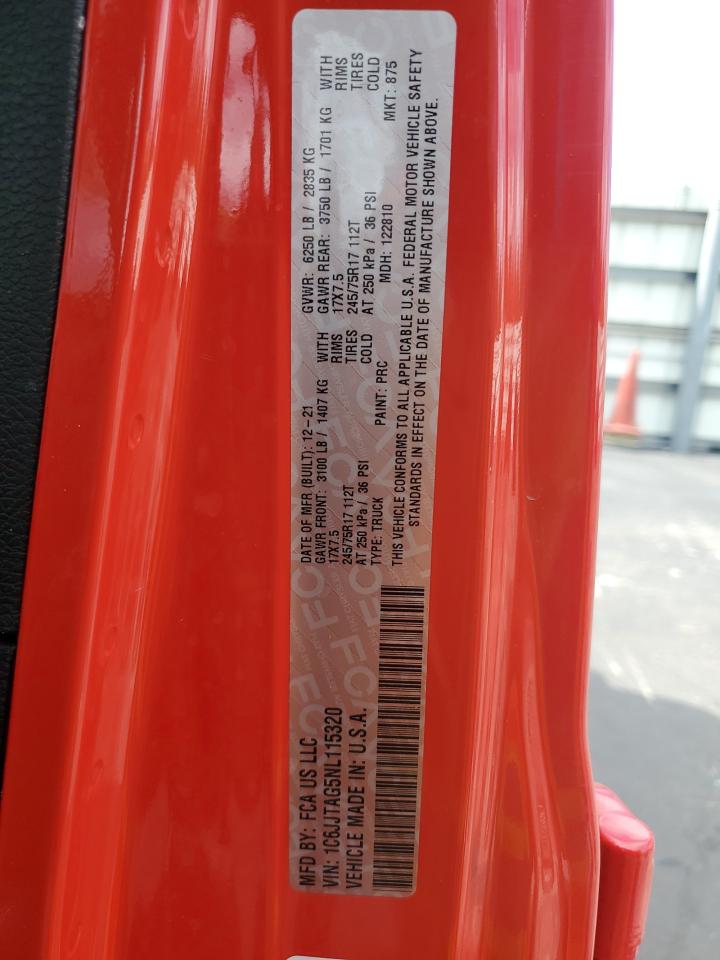 MFD BY: FCA US LLC
VIN: 1C6JJTAG5NL115320
VEHICLE MADE IN: U.S.A.
DATE OF MFR (BUILT): 12-21 GVWR: 6250 LB / 2835 KG
GAWR FRONT: 3100 LB / 1407 KG WITH GAWR REAR: 3750 LB / 1701 KG WITH
17X7.5 RIMS 17X7.5 RIMS
245/75R17 112T TIRES 245/75R17 112T TIRES
AT 250 kPa / 36 PSI COLD AT 250 kPa / 36 PSI COLD
TYPE: TRUCK PAINT: PRC MDH: 122810 MKT: 875
THIS VEHICLE CONFORMS TO ALL APPLICABLE U.S.A. FEDERAL MOTOR VEHICLE SAFETY
STANDARDS IN EFFECT ON THE DATE OF MANUFACTURE SHOWN ABOVE.